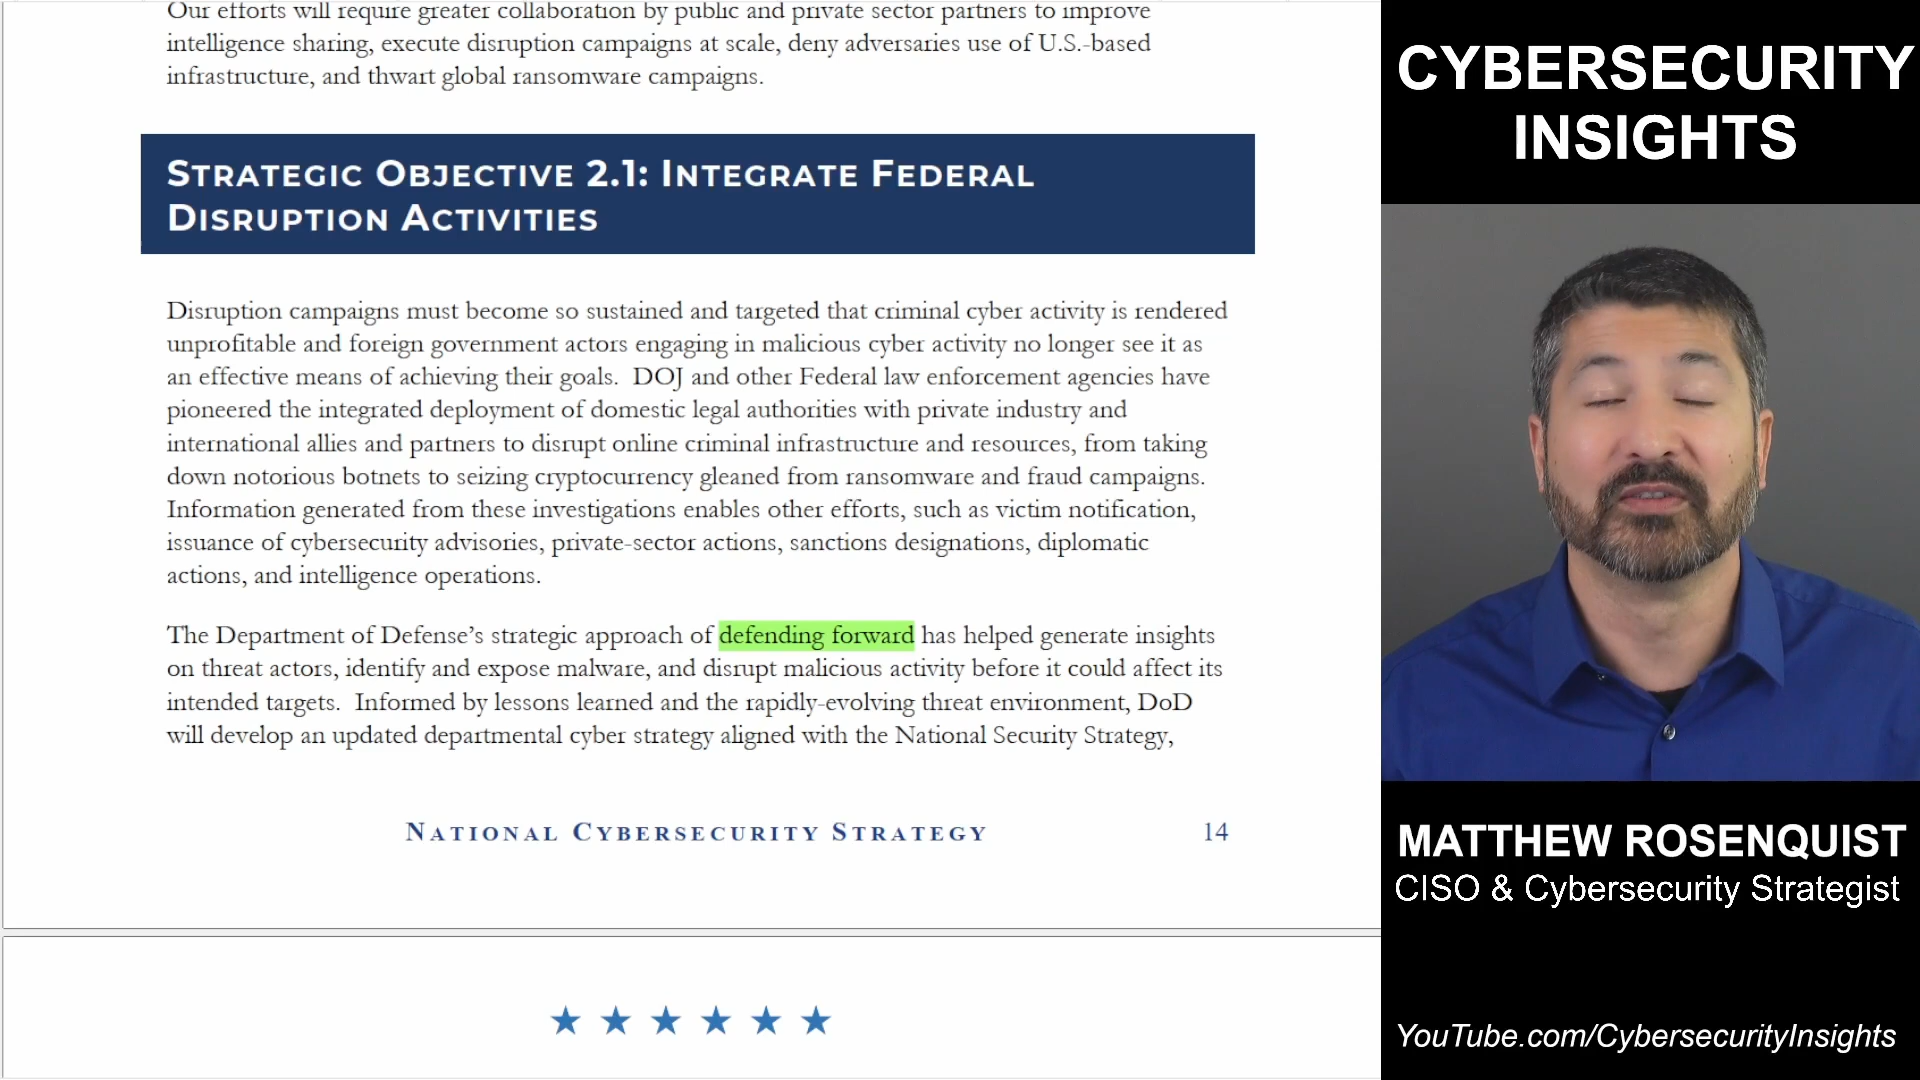 Our efforts will require greater collaboration by public and private sector partners to improve
intelligence sharing, execute disruption campaigns at scale, deny adversaries use of U.S.-based
infrastructure, and thwart global ransomware campaigns.
STRATEGIC OBJECTIVE 2.1: INTEGRATE FEDERAL
DISRUPTION ACTIVITIES
Disruption campaigns must become so sustained and targeted that criminal cyber activity is rendered
unprofitable and foreign government actors engaging in malicious cyber activity no longer see it as
an effective means of achieving their goals.  DOJ and other Federal law enforcement agencies have
pioneered the integrated deployment of domestic legal authorities with private industry and
international allies and partners to disrupt online criminal infrastructure and resources, from taking
down notorious botnets to seizing cryptocurrency gleaned from ransomware and fraud campaigns.
Information generated from these investigations enables other efforts, such as victim notification,
issuance of cybersecurity advisories, private-sector actions, sanctions designations, diplomatic
actions, and intelligence operations.
The Department of Defense’s strategic approach of defending forward has helped generate insights
on threat actors, identify and expose malware, and disrupt malicious activity before it could affect its
intended targets.  Informed by lessons learned and the rapidly-evolving threat environment, DoD
will develop an updated departmental cyber strategy aligned with the National Security Strategy,
NATIONAL CYBERSECURITY STRATEGY 14
CYBERSECURITY
INSIGHTS
MATTHEW ROSENQUIST
CISO & Cybersecurity Strategist
YouTube.com/CybersecurityInsights